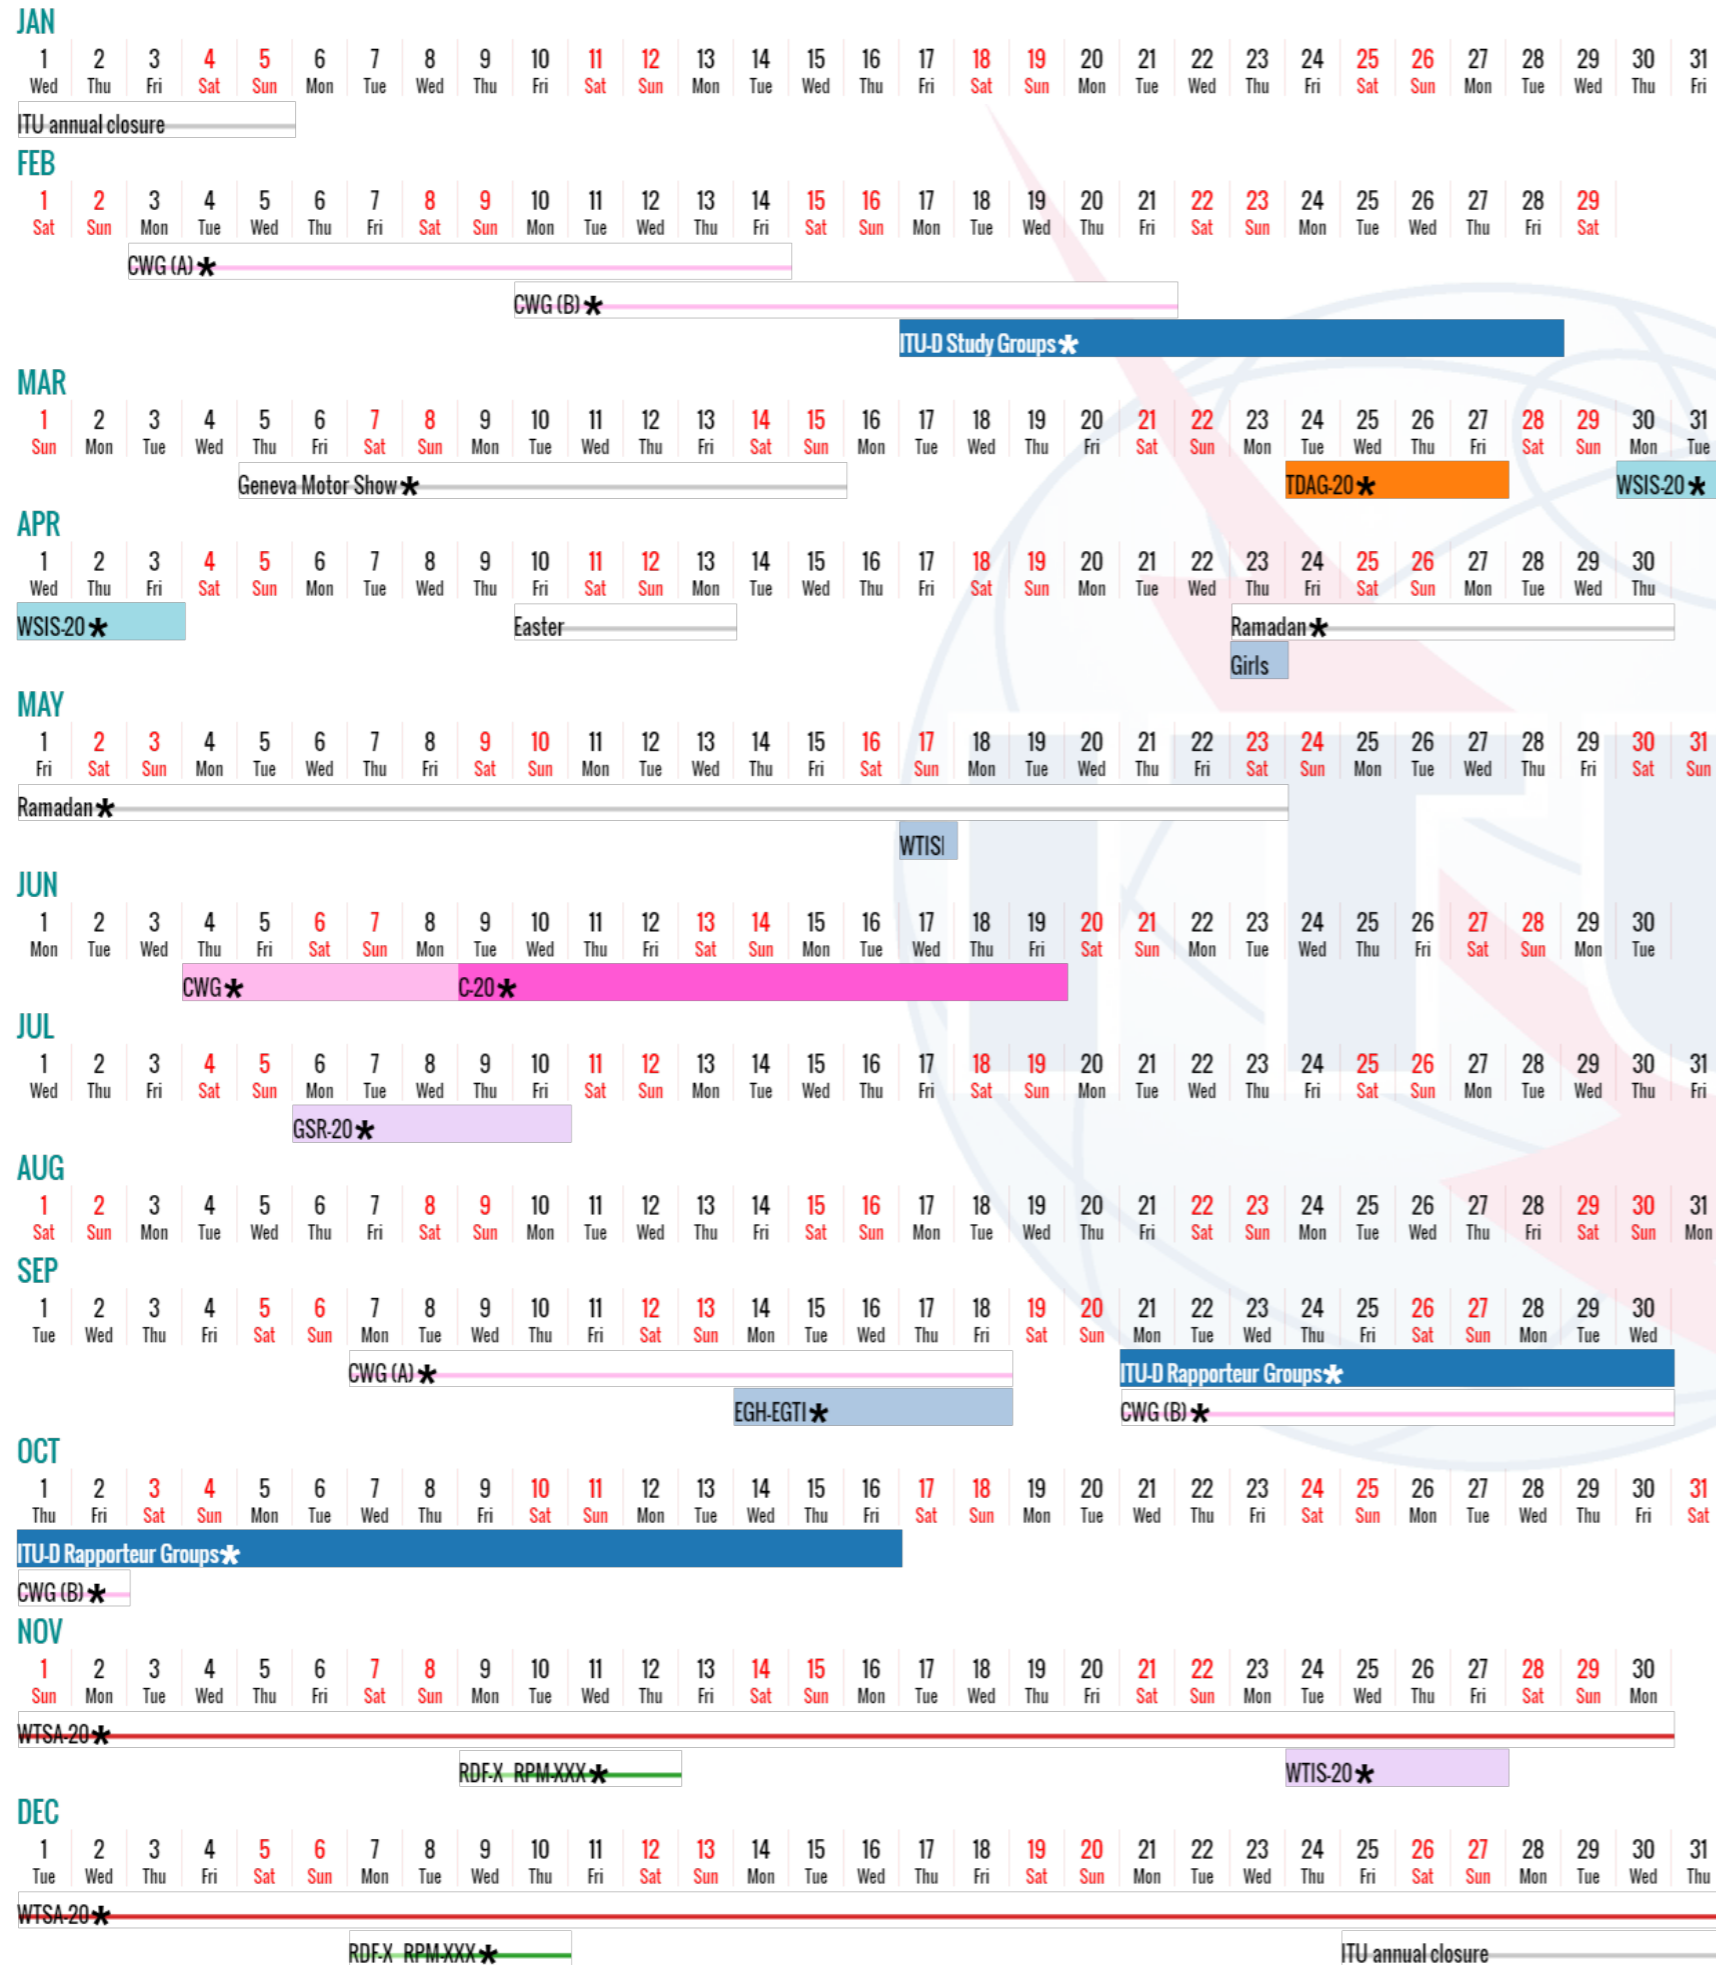 JAN
1 2 3 4 5 6 7 8 9 10 11 12 13 14 15 16 17 18 19 20 21 22 23 24 25 26 27 28 29 30 31
Wed Thu Fri Sat Sun Mon Tue Wed Thu Fri Sat Sun Mon Tue Wed Thu Fri Sat Sun Mon Tue Wed Thu Fri Sat Sun Mon Tue Wed Thu Fri
ITU annual closure
FEB
1 2 3 4 5 6 7 8 9 10 11 12 13 14 15 16 17 18 19 20 21 22 23 24 25 26 27 28 29
Sat Sun Mon Tue Wed Thu Fri Sat Sun Mon Tue Wed Thu Fri Sat Sun Mon Tue Wed Thu Fri Sat Sun Mon Tue Wed Thu Fri Sat
CWG (A)*
CWG (B)*
ITU-D Study Groups*
MAR
1 2 3 4 5 6 7 8 9 10 11 12 13 14 15 16 17 18 19 20 21 22 23 24 25 26 27 28 29 30 31
Sun Mon Tue Wed Thu Fri Sat Sun Mon Tue Wed Thu Fri Sat Sun Mon Tue Wed Thu Fri Sat Sun Mon Tue Wed Thu Fri Sat Sun Mon Tue
Geneva Motor Show* TDAG-20* WSIS-20*
APR
1 2 3 4 5 6 7 8 9 10 11 12 13 14 15 16 17 18 19 20 21 22 23 24 25 26 27 28 29 30
Wed Thu Fri Sat Sun Mon Tue Wed Thu Fri Sat Sun Mon Tue Wed Thu Fri Sat Sun Mon Tue Wed Thu Fri Sat Sun Mon Tue Wed Thu
WSIS-20* Easter Ramadan*
Girls
MAY
1 2 3 4 5 6 7 8 9 10 11 12 13 14 15 16 17 18 19 20 21 22 23 24 25 26 27 28 29 30 31
Fri Sat Sun Mon Tue Wed Thu Fri Sat Sun Mon Tue Wed Thu Fri Sat Sun Mon Tue Wed Thu Fri Sat Sun Mon Tue Wed Thu Fri Sat Sun
Ramadan*
WTIS
JUN
1 2 3 4 5 6 7 8 9 10 11 12 13 14 15 16 17 18 19 20 21 22 23 24 25 26 27 28 29 30
Mon Tue Wed Thu Fri Sat Sun Mon Tue Wed Thu Fri Sat Sun Mon Tue Wed Thu Fri Sat Sun Mon Tue Wed Thu Fri Sat Sun Mon Tue
CWG* C-20*
JUL
1 2 3 4 5 6 7 8 9 10 11 12 13 14 15 16 17 18 19 20 21 22 23 24 25 26 27 28 29 30 31
Wed Thu Fri Sat Sun Mon Tue Wed Thu Fri Sat Sun Mon Tue Wed Thu Fri Sat Sun Mon Tue Wed Thu Fri Sat Sun Mon Tue Wed Thu Fri
GSR-20*
AUG
1 2 3 4 5 6 7 8 9 10 11 12 13 14 15 16 17 18 19 20 21 22 23 24 25 26 27 28 29 30 31
Sat Sun Mon Tue Wed Thu Fri Sat Sun Mon Tue Wed Thu Fri Sat Sun Mon Tue Wed Thu Fri Sat Sun Mon Tue Wed Thu Fri Sat Sun Mon
SEP
1 2 3 4 5 6 7 8 9 10 11 12 13 14 15 16 17 18 19 20 21 22 23 24 25 26 27 28 29 30
Tue Wed Thu Fri Sat Sun Mon Tue Wed Thu Fri Sat Sun Mon Tue Wed Thu Fri Sat Sun Mon Tue Wed Thu Fri Sat Sun Mon Tue Wed
CWG (A)* ITU-D Rapporteur Groups*
EGH-EGTI* CWG (B)*
OCT
1 2 3 4 5 6 7 8 9 10 11 12 13 14 15 16 17 18 19 20 21 22 23 24 25 26 27 28 29 30 31
Thu Fri Sat Sun Mon Tue Wed Thu Fri Sat Sun Mon Tue Wed Thu Fri Sat Sun Mon Tue Wed Thu Fri Sat Sun Mon Tue Wed Thu Fri Sat
ITU-D Rapporteur Groups*
CWG (B)*
NOV
1 2 3 4 5 6 7 8 9 10 11 12 13 14 15 16 17 18 19 20 21 22 23 24 25 26 27 28 29 30
Sun Mon Tue Wed Thu Fri Sat Sun Mon Tue Wed Thu Fri Sat Sun Mon Tue Wed Thu Fri Sat Sun Mon Tue Wed Thu Fri Sat Sun Mon
WTSA-20*
RDF-X RPM-XXX* WTIS-20*
DEC
1 2 3 4 5 6 7 8 9 10 11 12 13 14 15 16 17 18 19 20 21 22 23 24 25 26 27 28 29 30 31
Tue Wed Thu Fri Sat Sun Mon Tue Wed Thu Fri Sat Sun Mon Tue Wed Thu Fri Sat Sun Mon Tue Wed Thu Fri Sat Sun Mon Tue Wed Thu
WTSA-20*
RDF-X RPM-XXX* ITU annual closure